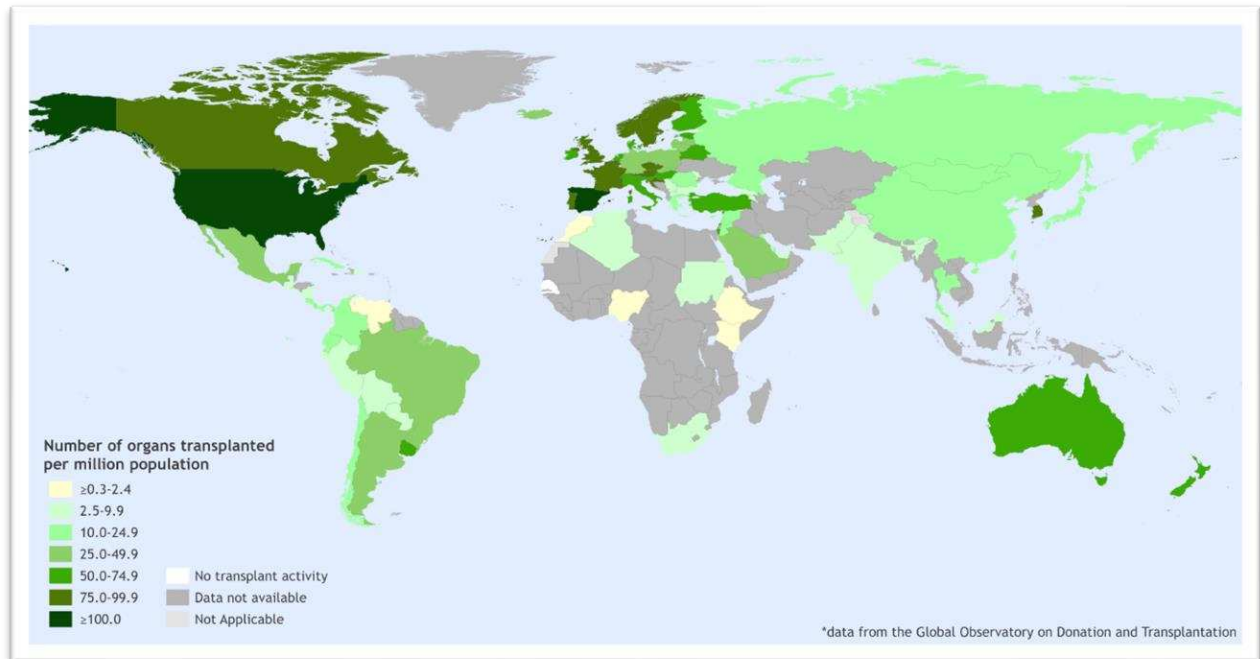 Number of organs transplanted
per million population
≥0.3-2.4
2.5-9.9
10.0-24.9
25.0-49.9
50.0-74.9
75.0-99.9
≥100.0
No transplant activity
Data not available
Not Applicable
*data from the Global Observatory on Donation and Transplantation